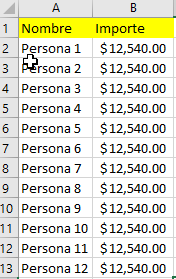 A B
1 Nombre Importe
2 Persona 1 $12,540.00
3 Persona 2 $12,540.00
4 Persona 3 $12,540.00
5 Persona 4 $12,540.00
6 Persona 5 $12,540.00
7 Persona 6 $12,540.00
8 Persona 7 $12,540.00
9 Persona 8 $12,540.00
10 Persona 9 $12,540.00
11 Persona 10 $12,540.00
12 Persona 11 $12,540.00
13 Persona 12 $12,540.00